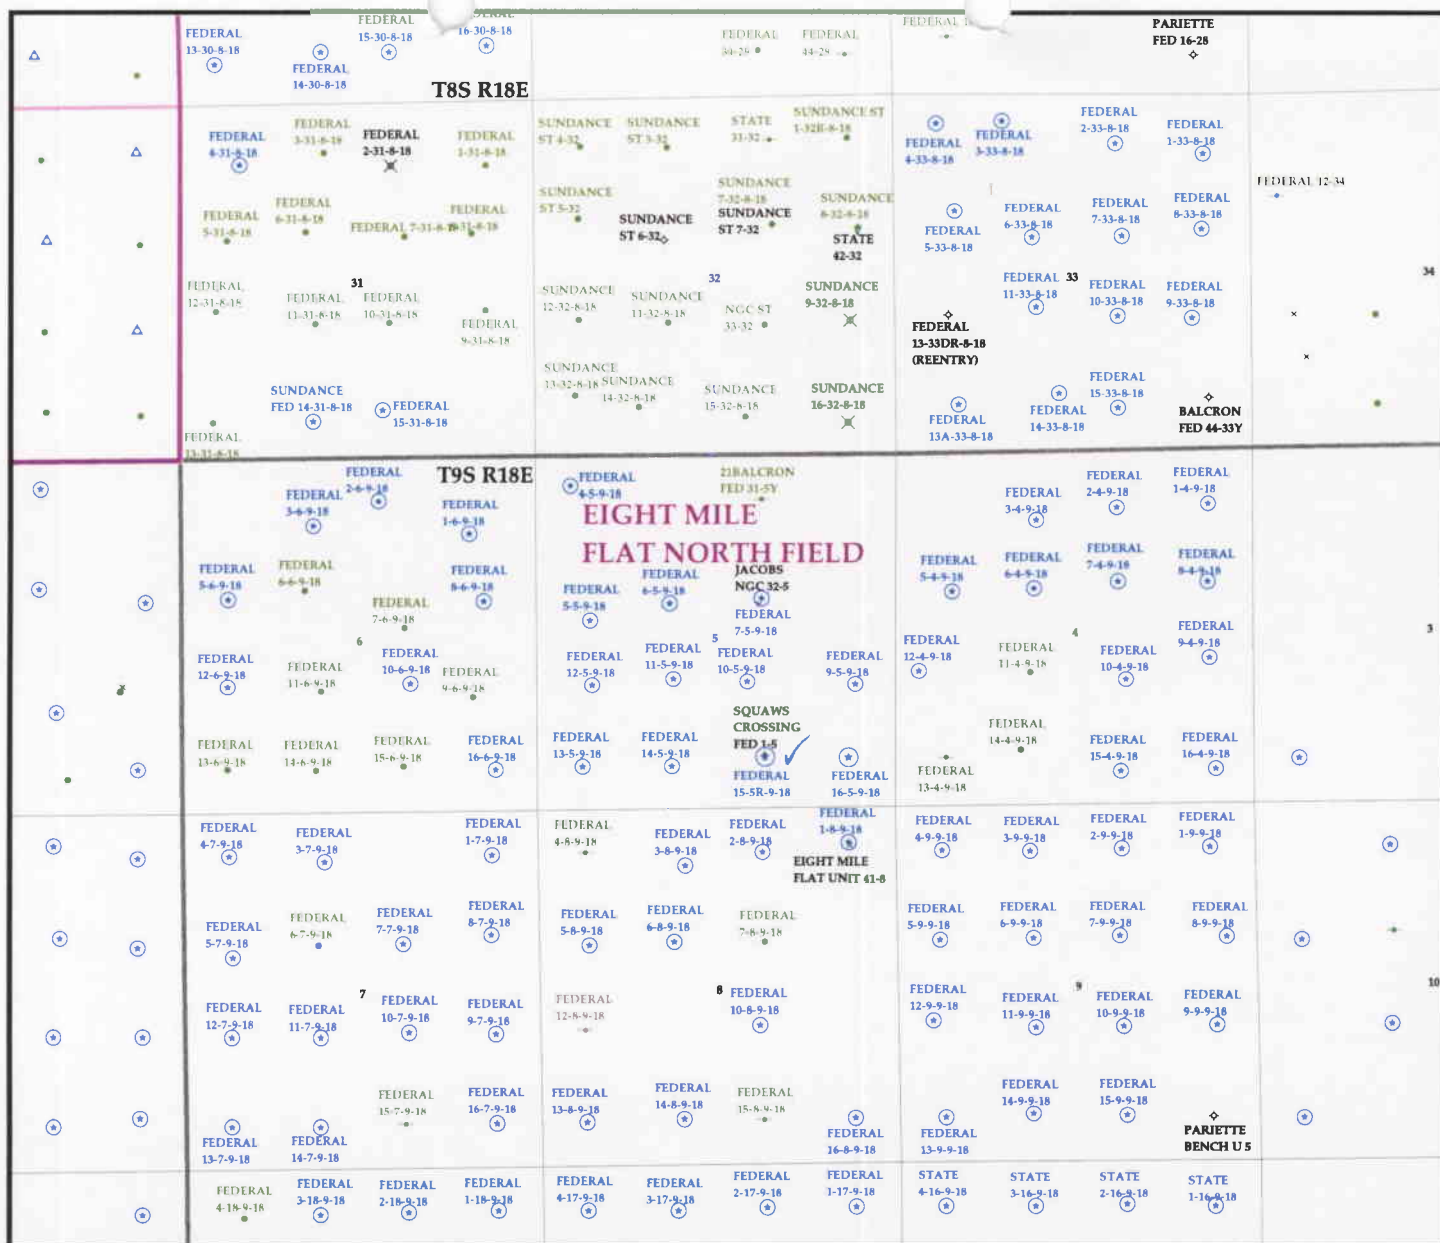 FEDERAL
13-30-8-18
FEDERAL
14-30-8-18
FEDERAL
15-30-8-18
16-30-8-18
FEDERAL
34-29
FEDERAL
44-29
FEDERAL
PARIETTE
FED 16-28
T8S R18E
FEDERAL
4-31-8-18
FEDERAL
3-31-8-18
FEDERAL
2-31-8-18
FEDERAL
1-31-8-18
SUNDANCE
ST 4-32
SUNDANCE
ST 3-32
STATE
31-32
SUNDANCE ST
1-32R-8-18
FEDERAL
4-33-8-18
FEDERAL
3-33-8-18
FEDERAL
2-33-8-18
FEDERAL
1-33-8-18
FEDERAL 12-34
FEDERAL
5-31-8-18
FEDERAL
6-31-8-18
FEDERAL 7-31-8-18
FEDERAL
8-31-8-18
SUNDANCE
ST 5-32
SUNDANCE
ST 6-32
SUNDANCE
7-32-8-18
SUNDANCE
ST 7-32
SUNDANCE
8-32-8-18
STATE
42-32
FEDERAL
5-33-8-18
FEDERAL
6-33-8-18
FEDERAL
7-33-8-18
FEDERAL
8-33-8-18
31
32
33
34
FEDERAL
12-31-8-18
FEDERAL
11-31-8-18
FEDERAL
10-31-8-18
FEDERAL
9-31-8-18
SUNDANCE
12-32-8-18
SUNDANCE
11-32-8-18
NGC ST
33-32
SUNDANCE
9-32-8-18
FEDERAL
13-33DR-8-18
(REENTRY)
FEDERAL
11-33-8-18
FEDERAL
10-33-8-18
FEDERAL
9-33-8-18
FEDERAL
13-31-8-18
SUNDANCE
FED 14-31-8-18
FEDERAL
15-31-8-18
SUNDANCE
13-32-8-18
SUNDANCE
14-32-8-18
SUNDANCE
15-32-8-18
SUNDANCE
16-32-8-18
FEDERAL
13A-33-8-18
FEDERAL
14-33-8-18
FEDERAL
15-33-8-18
BALCRON
FED 44-33Y
T9S R18E
FEDERAL
3-6-9-18
FEDERAL
2-6-9-18
FEDERAL
1-6-9-18
FEDERAL
4-5-9-18
21BALCRON
FED 31-5Y
EIGHT MILE
FLAT NORTH FIELD
FEDERAL
3-4-9-18
FEDERAL
2-4-9-18
FEDERAL
1-4-9-18
FEDERAL
5-6-9-18
FEDERAL
6-6-9-18
FEDERAL
7-6-9-18
FEDERAL
8-6-9-18
FEDERAL
5-5-9-18
FEDERAL
6-5-9-18
JACOBS
NGC 32-5
FEDERAL
7-5-9-18
FEDERAL
5-4-9-18
FEDERAL
6-4-9-18
FEDERAL
7-4-9-18
FEDERAL
8-4-9-18
6
5
4
3
FEDERAL
12-6-9-18
FEDERAL
11-6-9-18
FEDERAL
10-6-9-18
FEDERAL
9-6-9-18
FEDERAL
12-5-9-18
FEDERAL
11-5-9-18
FEDERAL
10-5-9-18
FEDERAL
9-5-9-18
FEDERAL
12-4-9-18
FEDERAL
11-4-9-18
FEDERAL
10-4-9-18
FEDERAL
9-4-9-18
FEDERAL
13-6-9-18
FEDERAL
14-6-9-18
FEDERAL
15-6-9-18
FEDERAL
16-6-9-18
FEDERAL
13-5-9-18
FEDERAL
14-5-9-18
SQUAWS
CROSSING
FED 1-5
FEDERAL
15-5R-9-18
FEDERAL
16-5-9-18
FEDERAL
13-4-9-18
FEDERAL
14-4-9-18
FEDERAL
15-4-9-18
FEDERAL
16-4-9-18
FEDERAL
4-7-9-18
FEDERAL
3-7-9-18
FEDERAL
1-7-9-18
FEDERAL
4-8-9-18
FEDERAL
3-8-9-18
FEDERAL
2-8-9-18
FEDERAL
1-8-9-18
EIGHT MILE
FLAT UNIT 41-8
FEDERAL
4-9-9-18
FEDERAL
3-9-9-18
FEDERAL
2-9-9-18
FEDERAL
1-9-9-18
FEDERAL
5-7-9-18
FEDERAL
6-7-9-18
FEDERAL
7-7-9-18
FEDERAL
8-7-9-18
FEDERAL
5-8-9-18
FEDERAL
6-8-9-18
FEDERAL
7-8-9-18
FEDERAL
5-9-9-18
FEDERAL
6-9-9-18
FEDERAL
7-9-9-18
FEDERAL
8-9-9-18
7
8
9
10
FEDERAL
12-7-9-18
FEDERAL
11-7-9-18
FEDERAL
10-7-9-18
FEDERAL
9-7-9-18
FEDERAL
12-8-9-18
FEDERAL
10-8-9-18
FEDERAL
12-9-9-18
FEDERAL
11-9-9-18
FEDERAL
10-9-9-18
FEDERAL
9-9-9-18
FEDERAL
13-7-9-18
FEDERAL
14-7-9-18
FEDERAL
15-7-9-18
FEDERAL
16-7-9-18
FEDERAL
13-8-9-18
FEDERAL
14-8-9-18
FEDERAL
15-8-9-18
FEDERAL
16-8-9-18
FEDERAL
13-9-9-18
FEDERAL
14-9-9-18
FEDERAL
15-9-9-18
PARIETTE
BENCH U 5
FEDERAL
4-18-9-18
FEDERAL
3-18-9-18
FEDERAL
2-18-9-18
FEDERAL
1-18-9-18
FEDERAL
4-17-9-18
FEDERAL
3-17-9-18
FEDERAL
2-17-9-18
FEDERAL
1-17-9-18
STATE
4-16-9-18
STATE
3-16-9-18
STATE
2-16-9-18
STATE
1-16-9-18